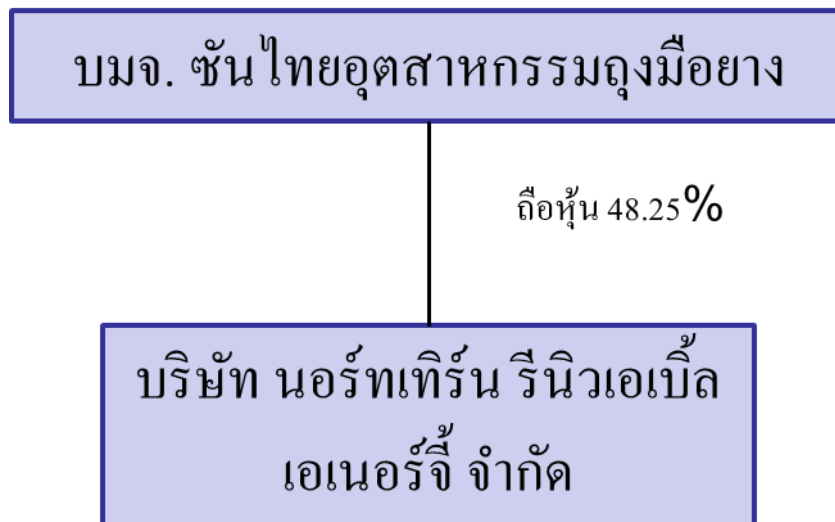 บมจ. ซันไทยอุตสาหกรรมถุงมือยาง
ถือหุ้น 48.25%
บริษัท นอร์ทเทิร์น รีนิวเอเบิ้ล
เอเนอร์จี้ จำกัด